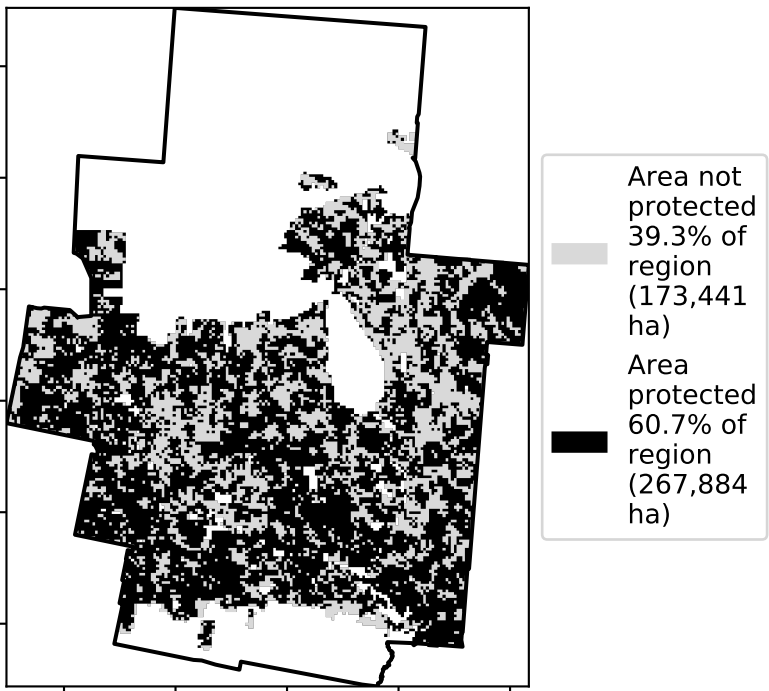 Area not
protected
39.3% of
region
(173,441
ha)
Area
protected
60.7% of
region
(267,884
ha)